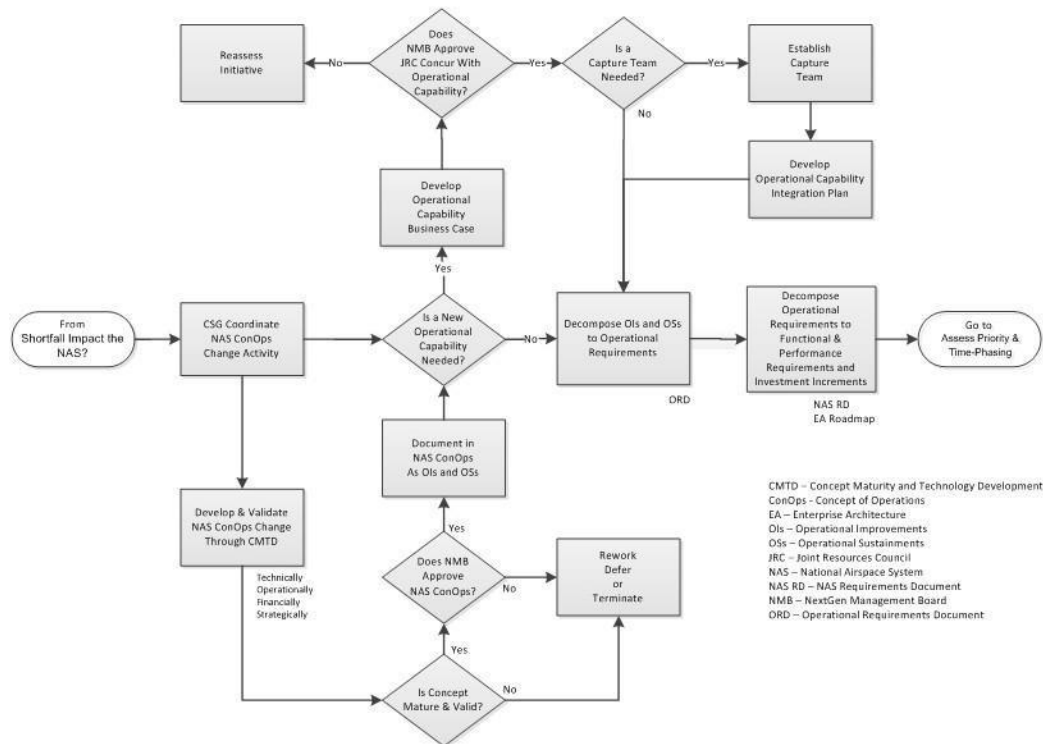 Does
NMB Approve
JRC Concur With
Operational
Capability?
Reassess
Initiative
No
Yes
Is a
Capture Team
Needed?
Yes
No
Establish
Capture
Team
Develop
Operational Capability
Integration Plan
Develop
Operational
Capability
Business Case
Yes
From
Shortfall Impact the
NAS?
CSG Coordinate
NAS ConOps
Change Activity
Is a New
Operational
Capability
Needed?
No
Decompose OIs and OSs
to Operational
Requirements
ORD
Decompose
Operational
Requirements to
Functional &
Performance
Requirements and
Investment Increments
NAS RD
EA Roadmap
Go to
Assess Priority &
Time-Phasing
Document in
NAS ConOps
As OIs and OSs
Develop & Validate
NAS ConOps Change
Through CMTD
Technically
Operationally
Financially
Strategically
Yes
Does NMB
Approve
NAS ConOps?
No
Rework
Defer
or
Terminate
Yes
Is Concept
Mature & Valid?
No
CMTD – Concept Maturity and Technology Development
ConOps - Concept of Operations
EA – Enterprise Architecture
OIs – Operational Improvements
OSs – Operational Sustainments
JRC – Joint Resources Council
NAS – National Airspace System
NAS RD – NAS Requirements Document
NMB – NextGen Management Board
ORD – Operational Requirements Document